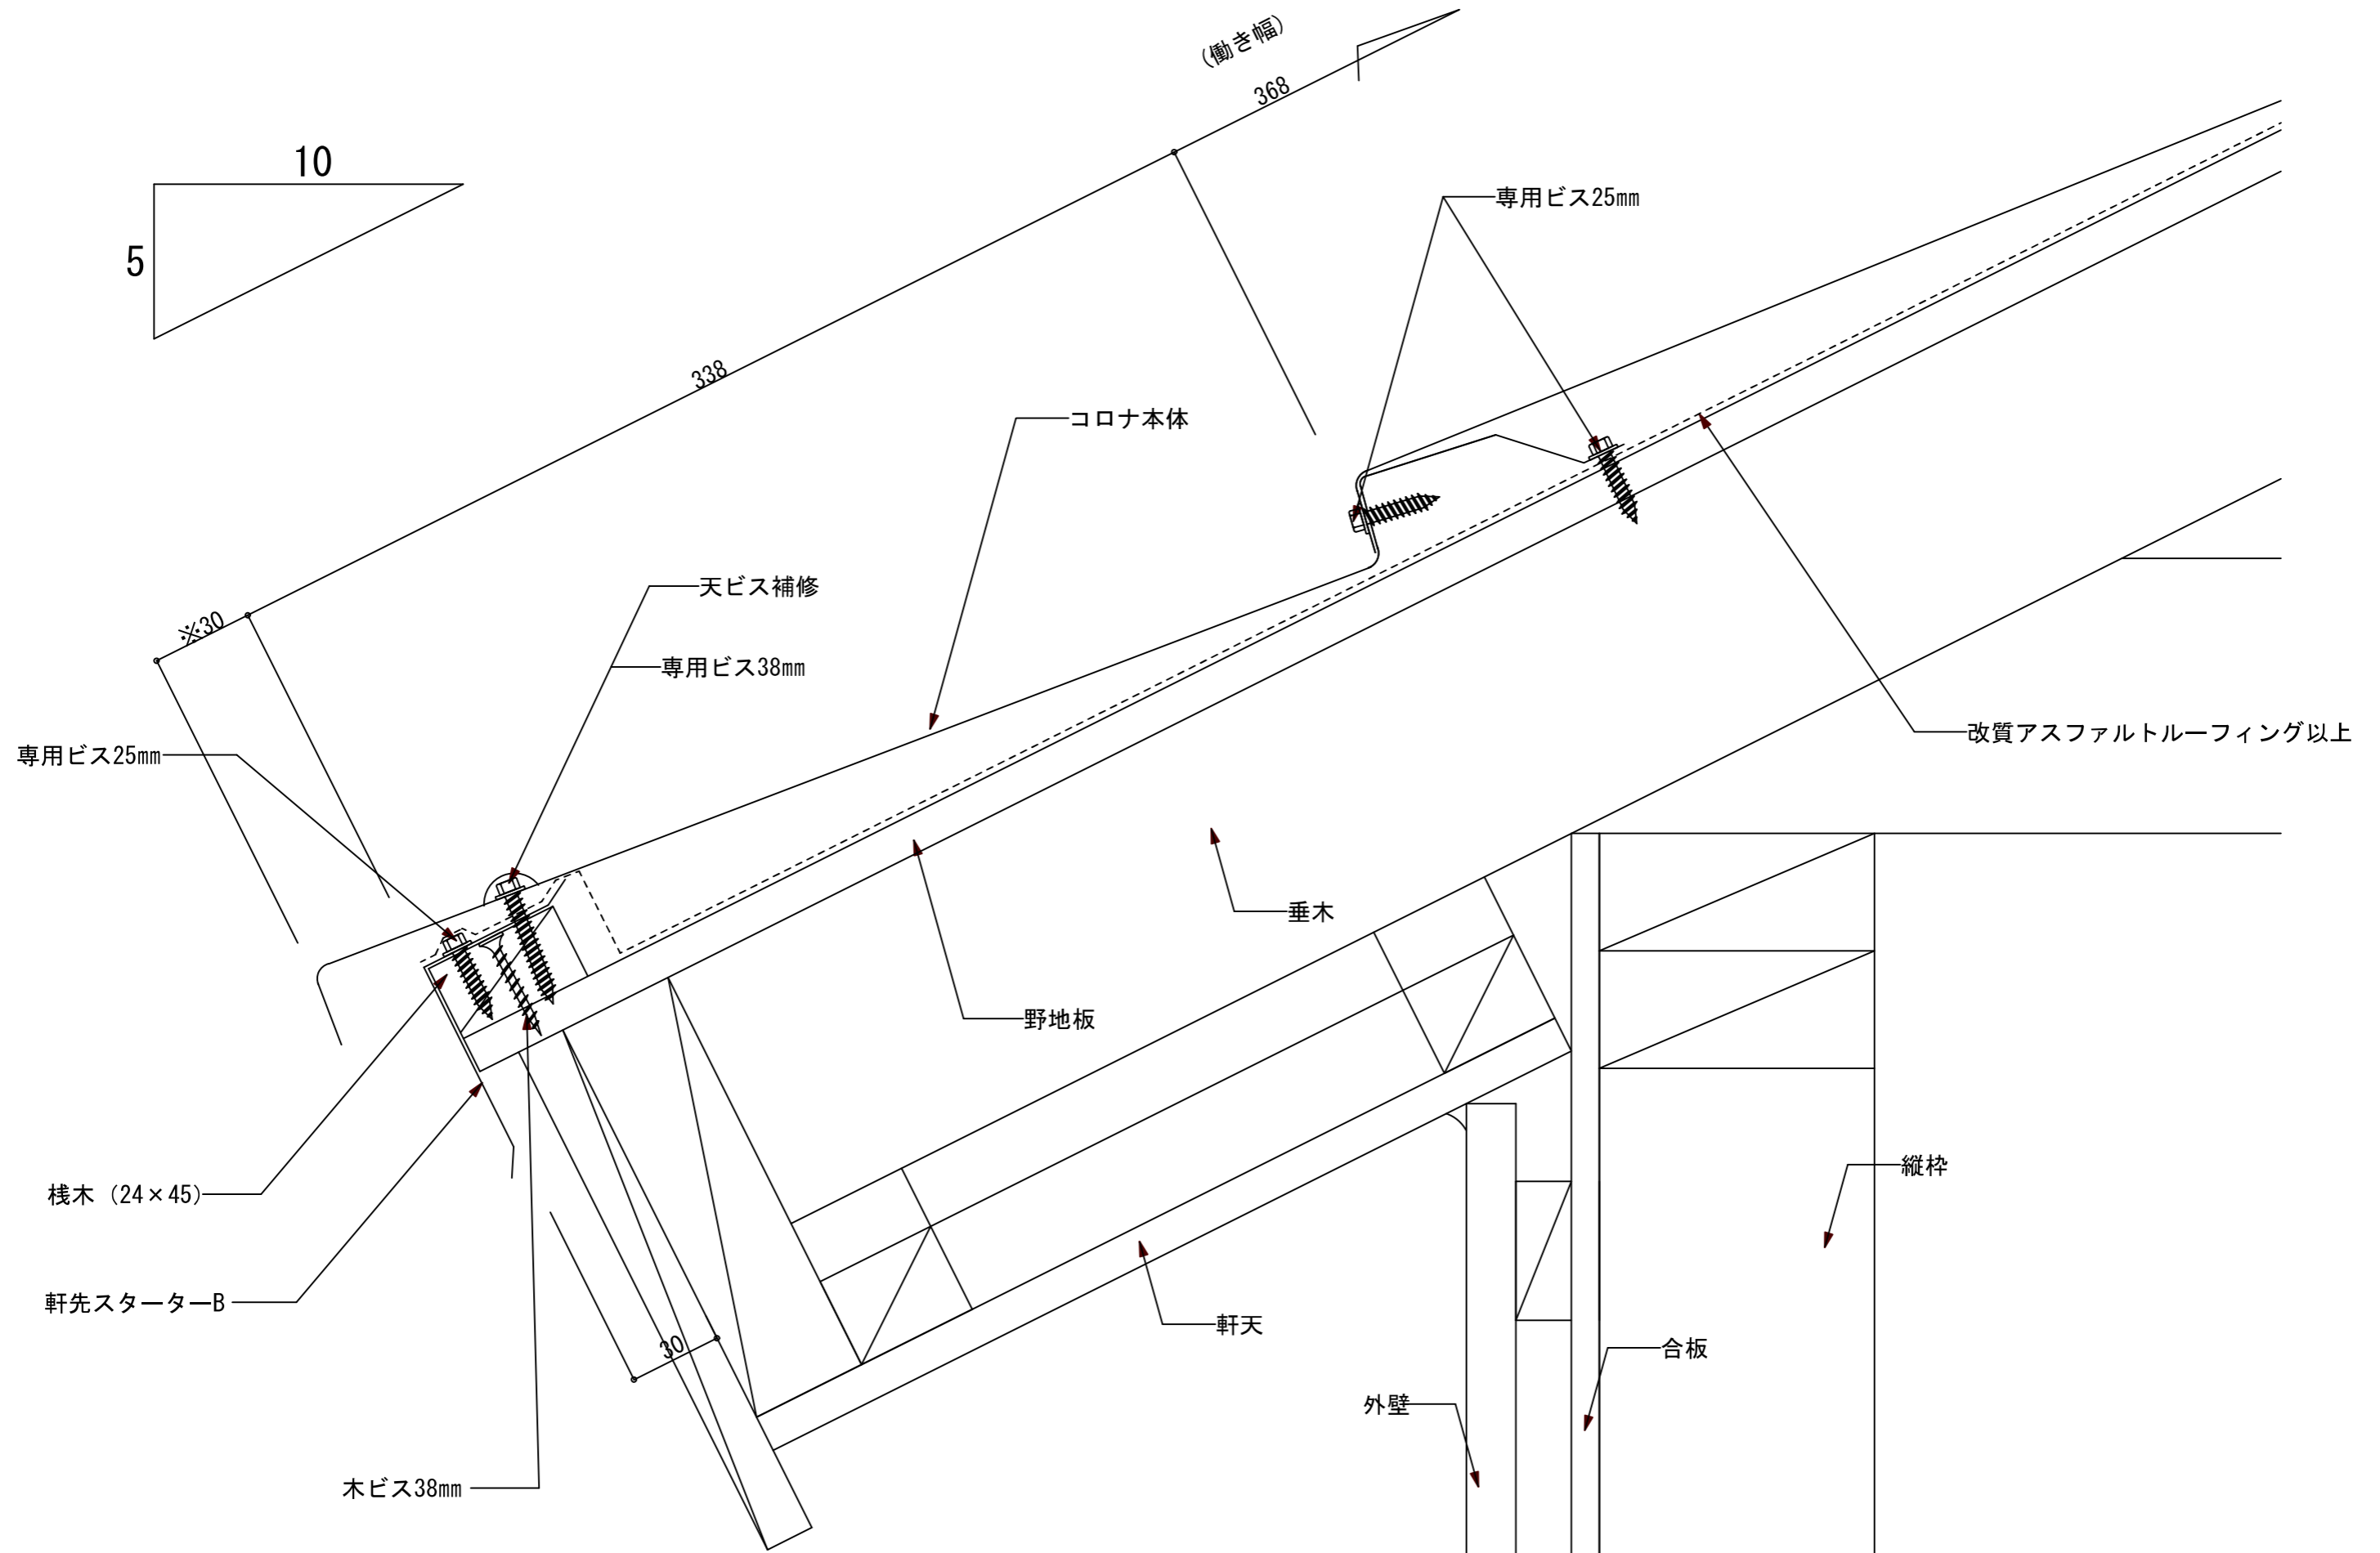 (働き幅)
368
10
5
専用ビス25mm
338
コロナ本体
天ビス補修
※30
専用ビス38mm
改質アスファルトルーフィング以上
専用ビス25mm
垂木
野地板
縦枠
桟木（24×45）
軒先スターターB
軒天
30
合板
外壁
木ビス38mm